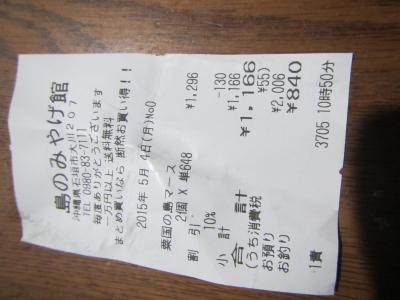 島のみやげ館
沖縄県石垣市大川207
TEL 0980-83-7111
毎度ありがとうございます
一万円以上 送料無料
まとめ買いなら 断然お買い得!!
2015年 5月 4日(月)No0
粟国の島マース
2個 X 単648 ¥1,296
割 引 10% -130
小 計 ¥1,166
合 計 ¥1,166
(うち消費税 ¥55)
お預り ¥2,006
お釣り ¥840
1責 3705 10時50分